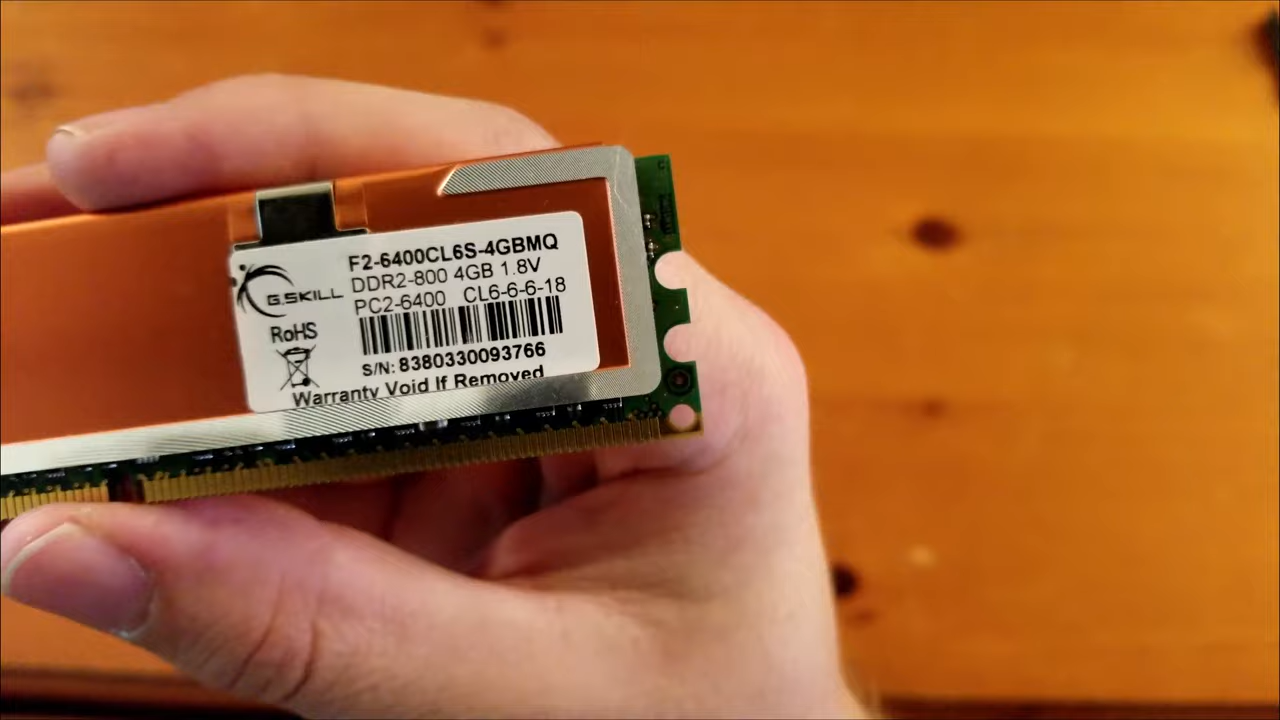 F2-6400CL6S-4GBMQ
DDR2-800 4GB 1.8V
PC2-6400 CL6-6-6-18
G.SKILL
RoHS
S/N: 8380330093766
Warranty Void If Removed